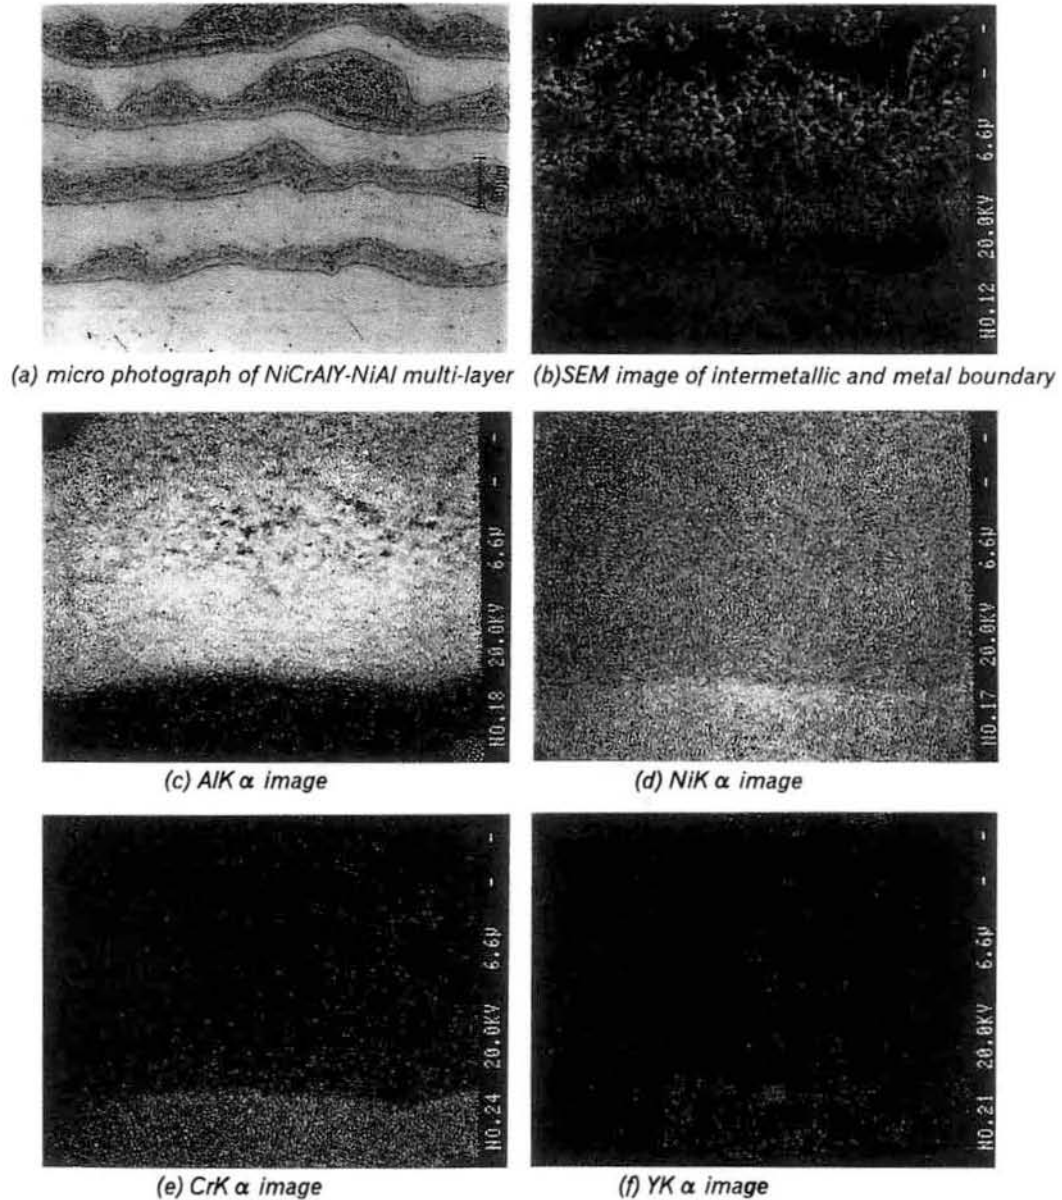 NO.12 20.0KV 6.6μ
(a) micro photograph of NiCrAlY-NiAl multi-layer
(b)SEM image of intermetallic and metal boundary
NO.18 20.0KV 6.6μ
NO.17 20.0KV 6.6μ
(c) AlK α image
(d) NiK α image
NO.24 20.0KV 6.6μ
NO.21 20.0KV 6.6μ
(e) CrK α image
(f) YK α image